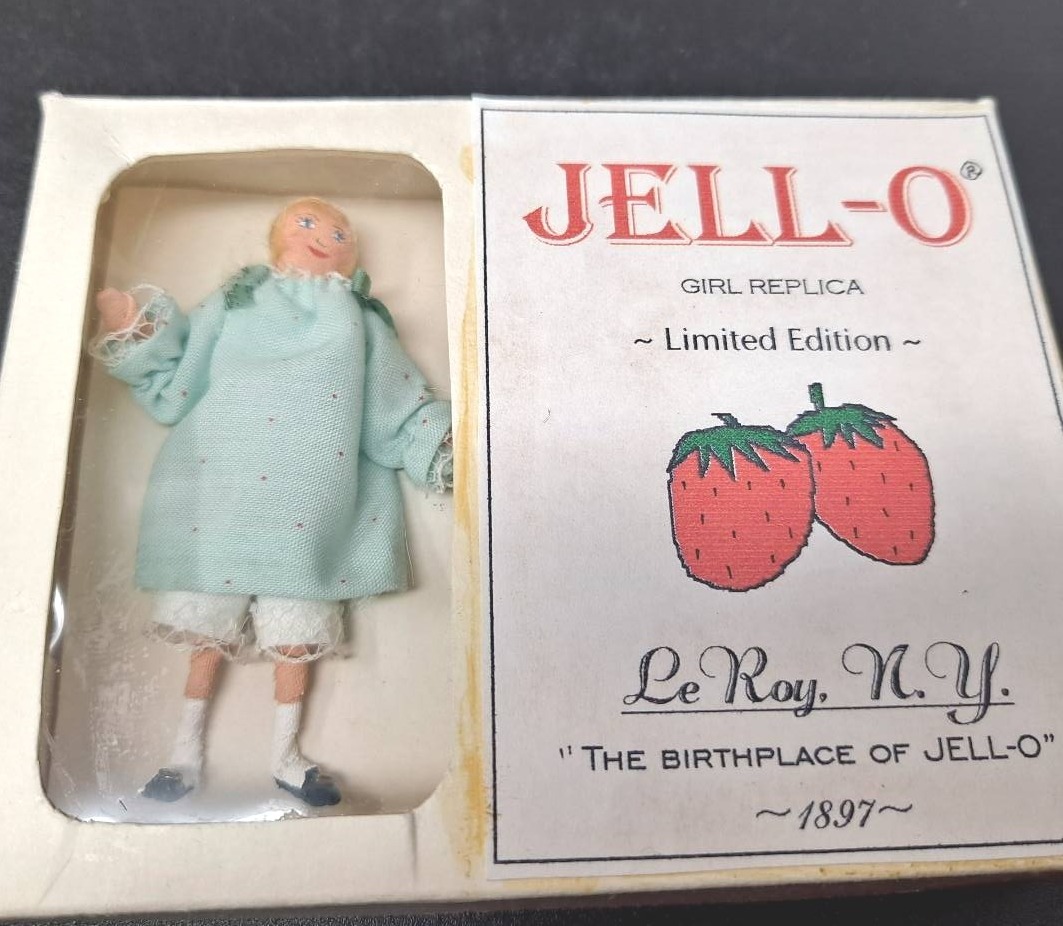 JELL-O®
GIRL REPLICA
~ Limited Edition ~
Le Roy, N.Y.
"THE BIRTHPLACE OF JELL-O"
~1897~